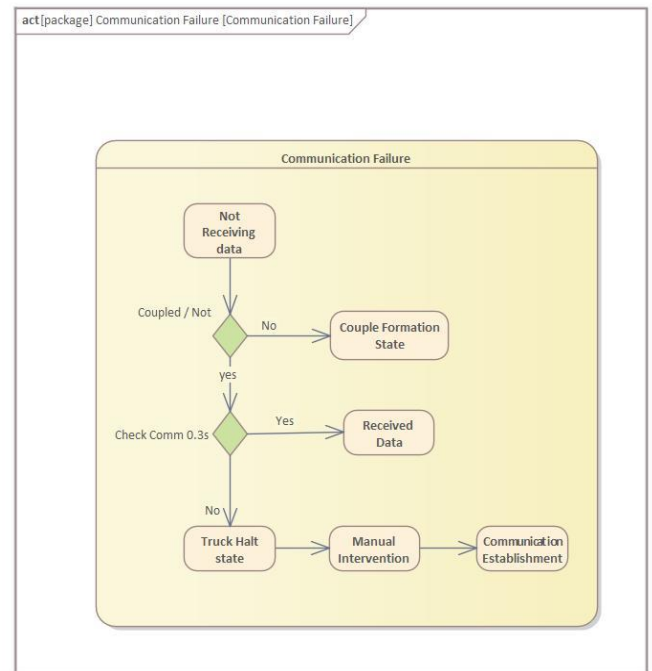 act [package] Communication Failure [Communication Failure]
Communication Failure
Not
Receiving
data
Coupled / Not
No
Couple Formation
State
yes
Check Comm 0.3s
Yes
Received
Data
No
Truck Halt
state
Manual
Intervention
Communication
Establishment